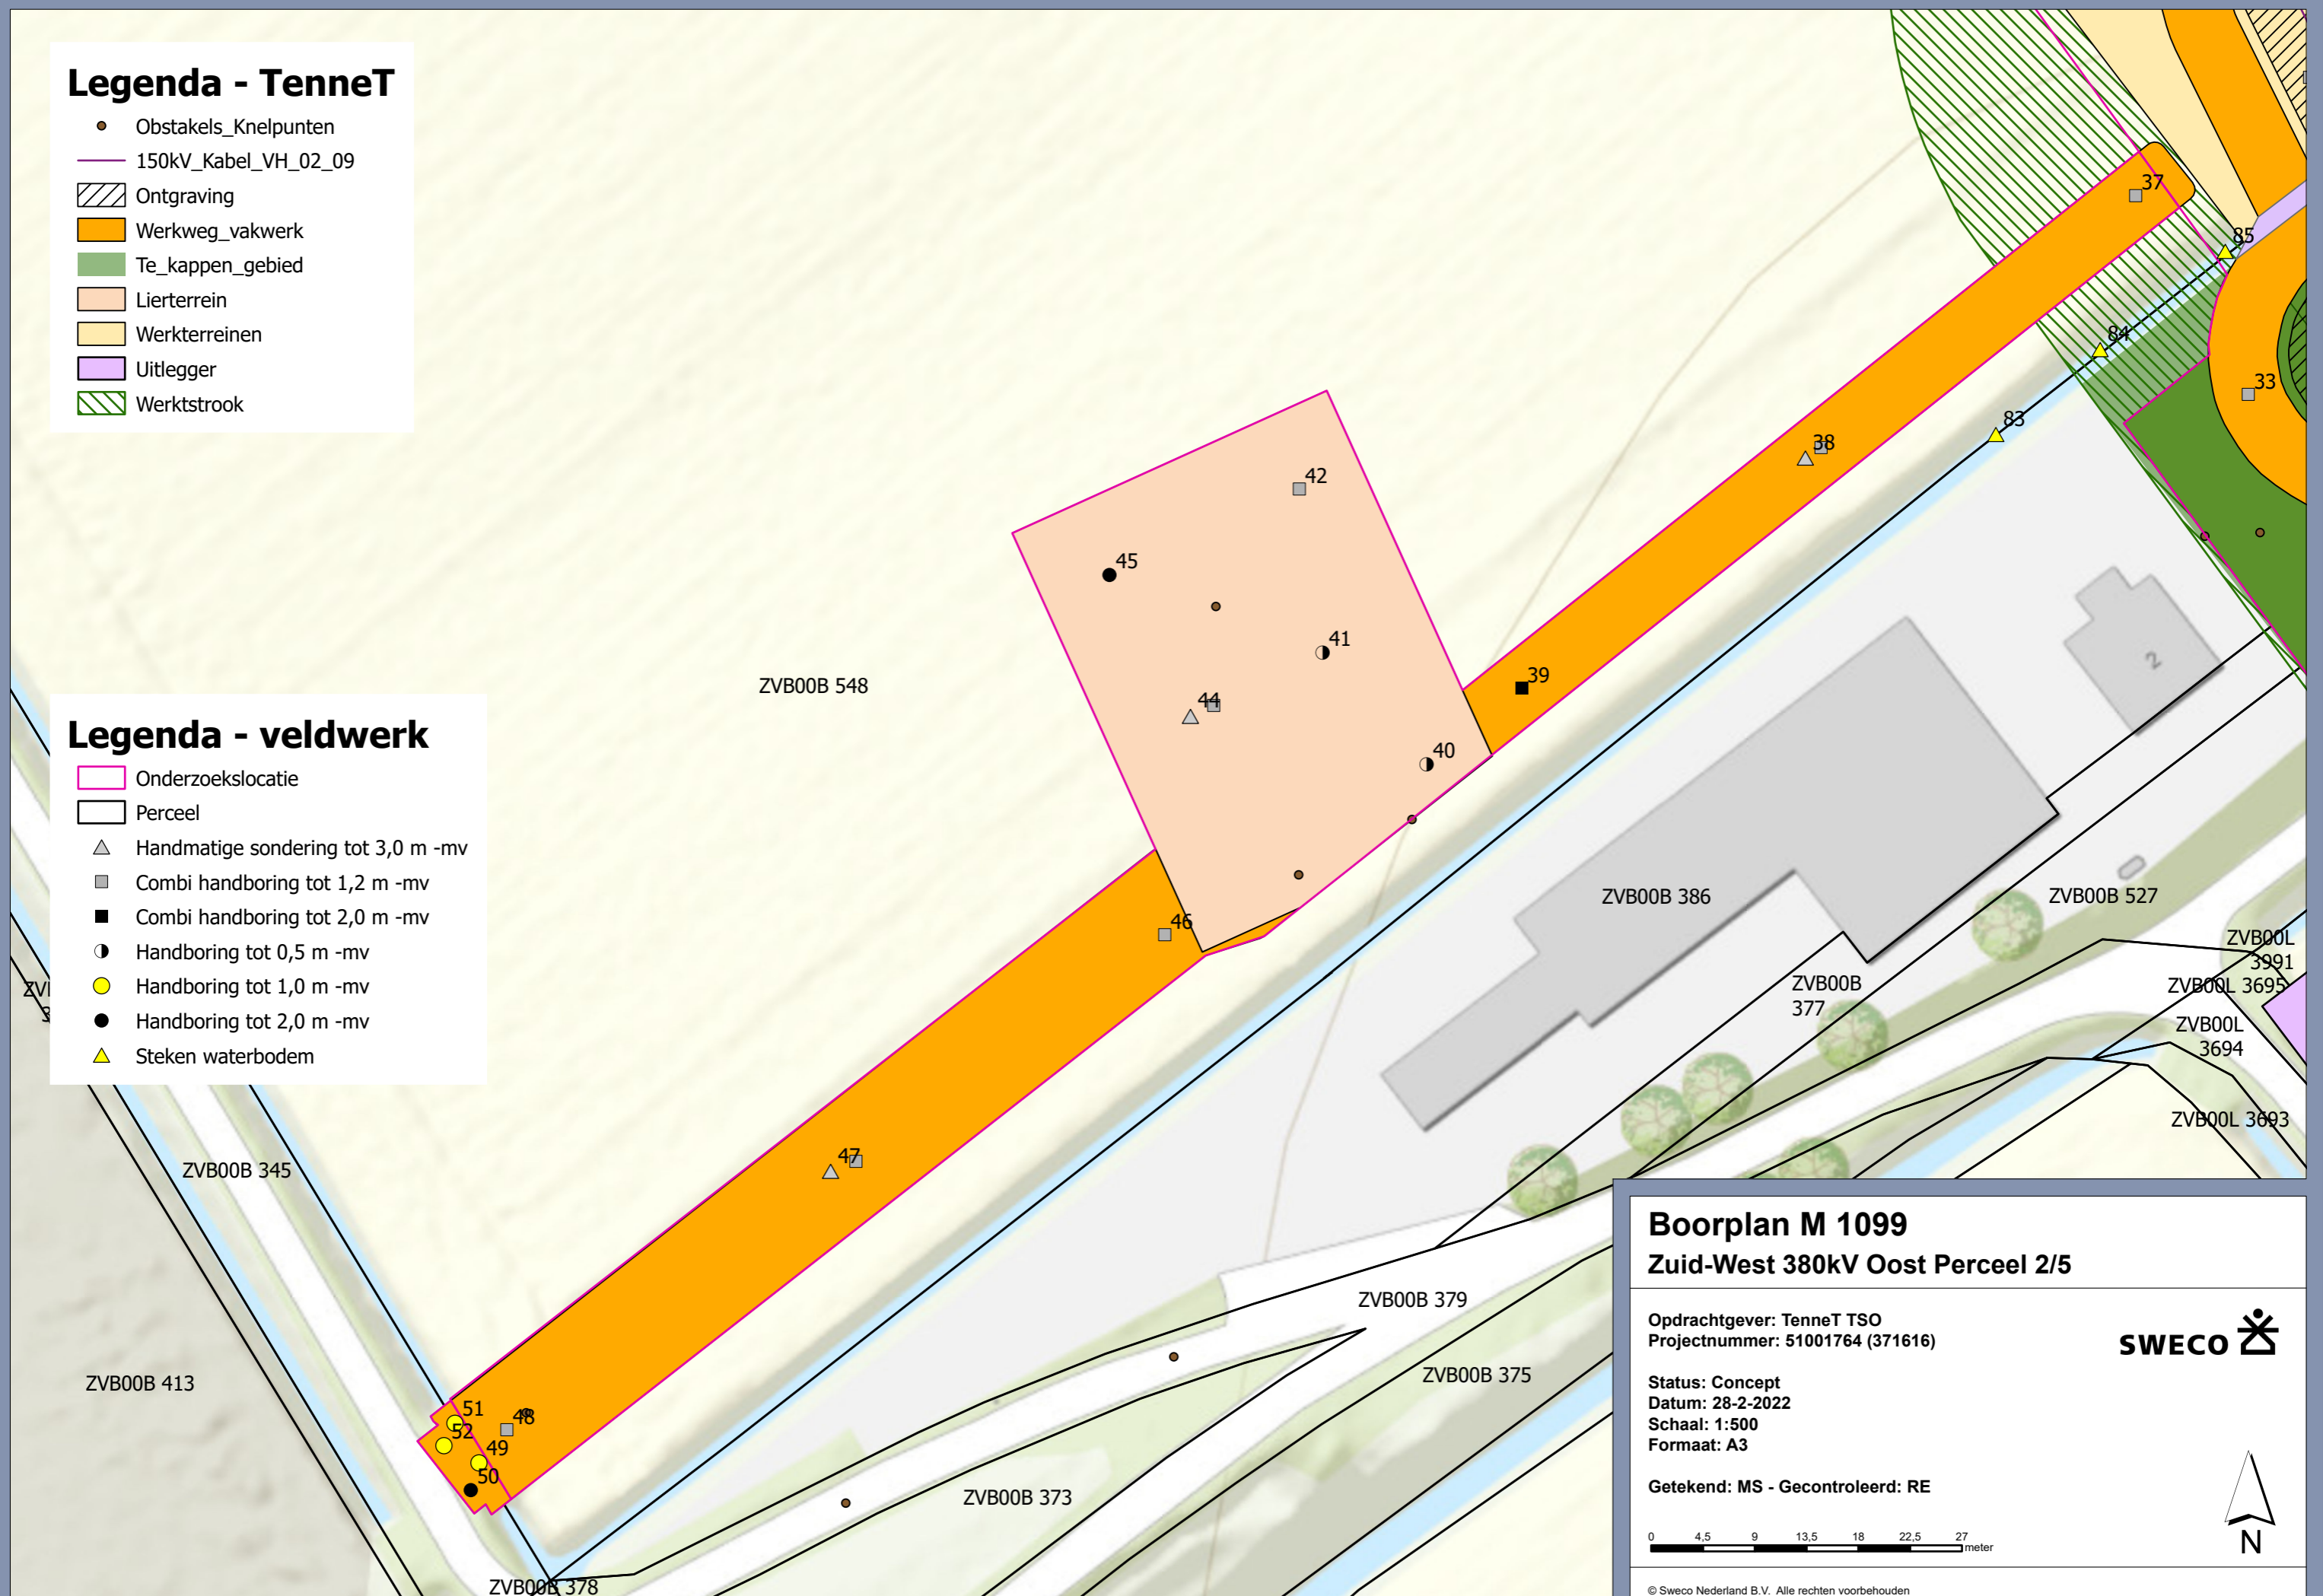 Legenda - TenneT
Obstakels_Knelpunten
150kV_Kabel_VH_02_09
Ontgraving
Werkweg_vakwerk
Te_kappen_gebied
Lierterrein
Werkterreinen
Uitlegger
Werktstrook
37
85
84
33
83
38
42
45
41
39
44
40
2
ZVB00B 548
Legenda - veldwerk
Onderzoekslocatie
Perceel
Handmatige sondering tot 3,0 m -mv
Combi handboring tot 1,2 m -mv
Combi handboring tot 2,0 m -mv
Handboring tot 0,5 m -mv
Handboring tot 1,0 m -mv
Handboring tot 2,0 m -mv
Steken waterbodem
46
ZVB00B 386
ZVB00B 527
ZVB00L
3991
ZVB00L 3695
ZVB00B
377
ZVB00L
3694
ZVB00L 3693
47
ZVB00B 345
ZVB00B 379
ZVB00B 375
ZVB00B 413
51
48
52
49
50
ZVB00B 373
ZVB00B 378
Boorplan M 1099
Zuid-West 380kV Oost Perceel 2/5
Opdrachtgever: TenneT TSO
Projectnummer: 51001764 (371616)
SWECO
Status: Concept
Datum: 28-2-2022
Schaal: 1:500
Formaat: A3
Getekend: MS - Gecontroleerd: RE
0 4,5 9 13,5 18 22,5 27
meter
N
© Sweco Nederland B.V. Alle rechten voorbehouden